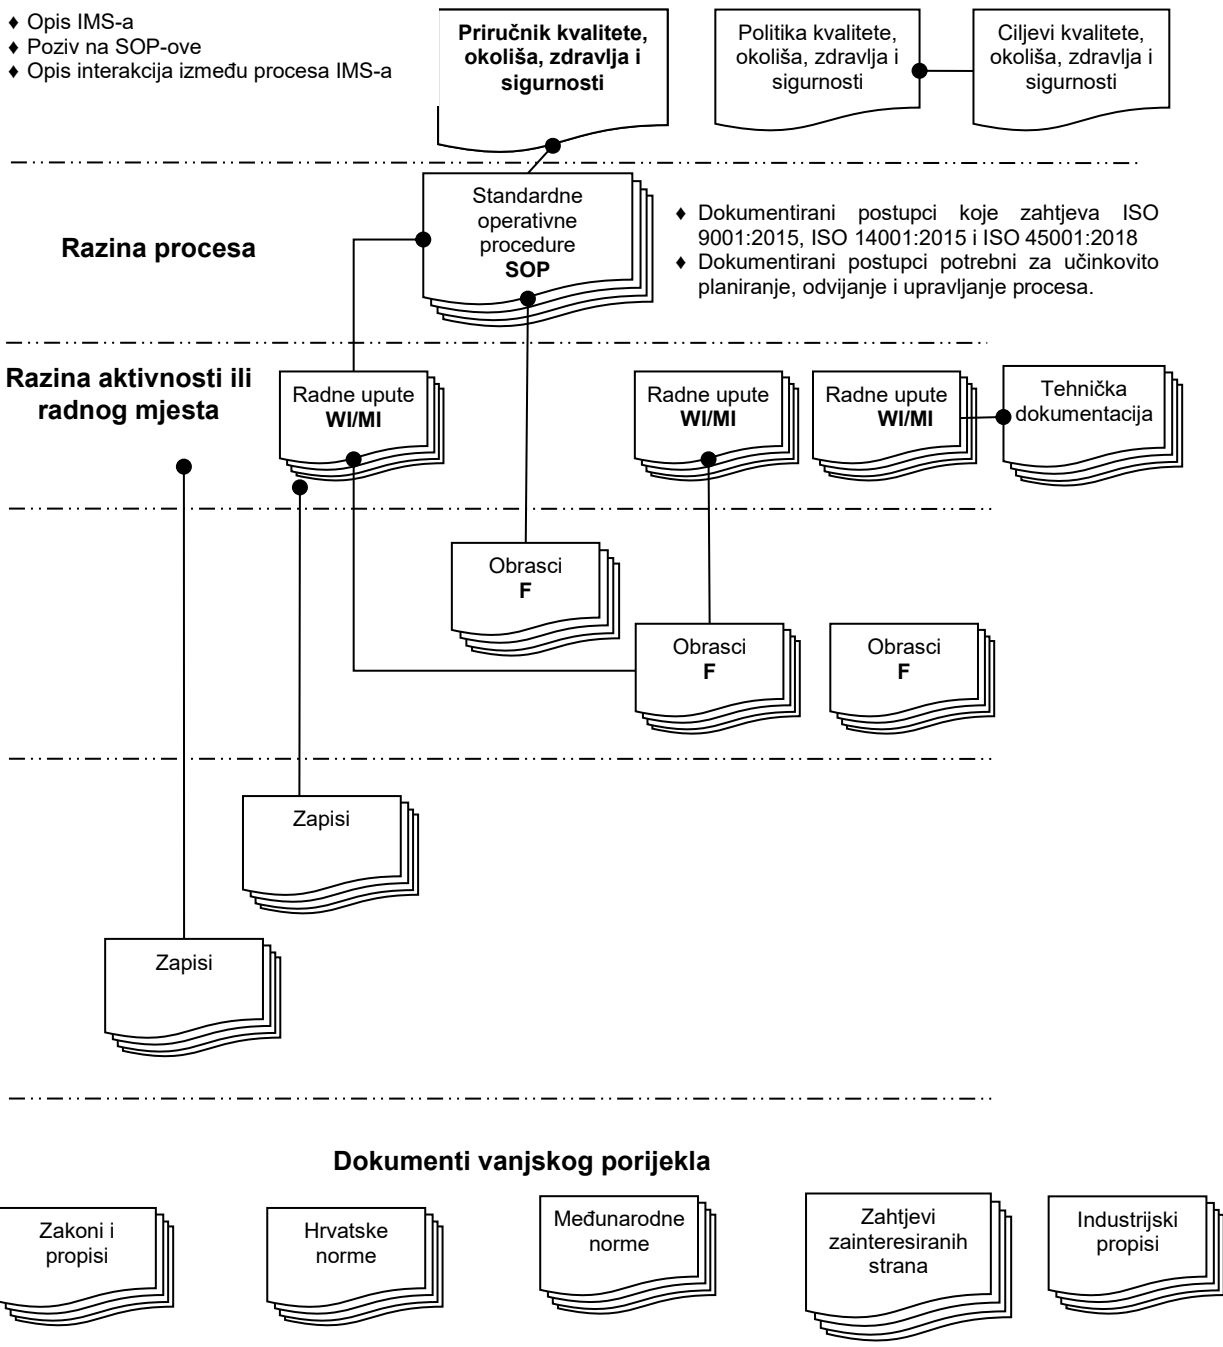 ♦ Opis IMS-a
♦ Poziv na SOP-ove
♦ Opis interakcija između procesa IMS-a
Priručnik kvalitete,
okoliša, zdravlja i
sigurnosti
Politika kvalitete,
okoliša, zdravlja i
sigurnosti
Ciljevi kvalitete,
okoliša, zdravlja i
sigurnosti
Razina procesa
Standardne
operativne
procedure
SOP
♦ Dokumentirani postupci koje zahtjeva ISO
9001:2015, ISO 14001:2015 i ISO 45001:2018
♦ Dokumentirani postupci potrebni za učinkovito
planiranje, odvijanje i upravljanje procesa.
Razina aktivnosti ili
radnog mjesta
Radne upute
WI/MI
Radne upute
WI/MI
Radne upute
WI/MI
Tehnička
dokumentacija
Obrasci
F
Obrasci
F
Obrasci
F
Zapisi
Zapisi
Dokumenti vanjskog porijekla
Zakoni i
propisi
Hrvatske
norme
Međunarodne
norme
Zahtjevi
zainteresiranih
strana
Industrijski
propisi